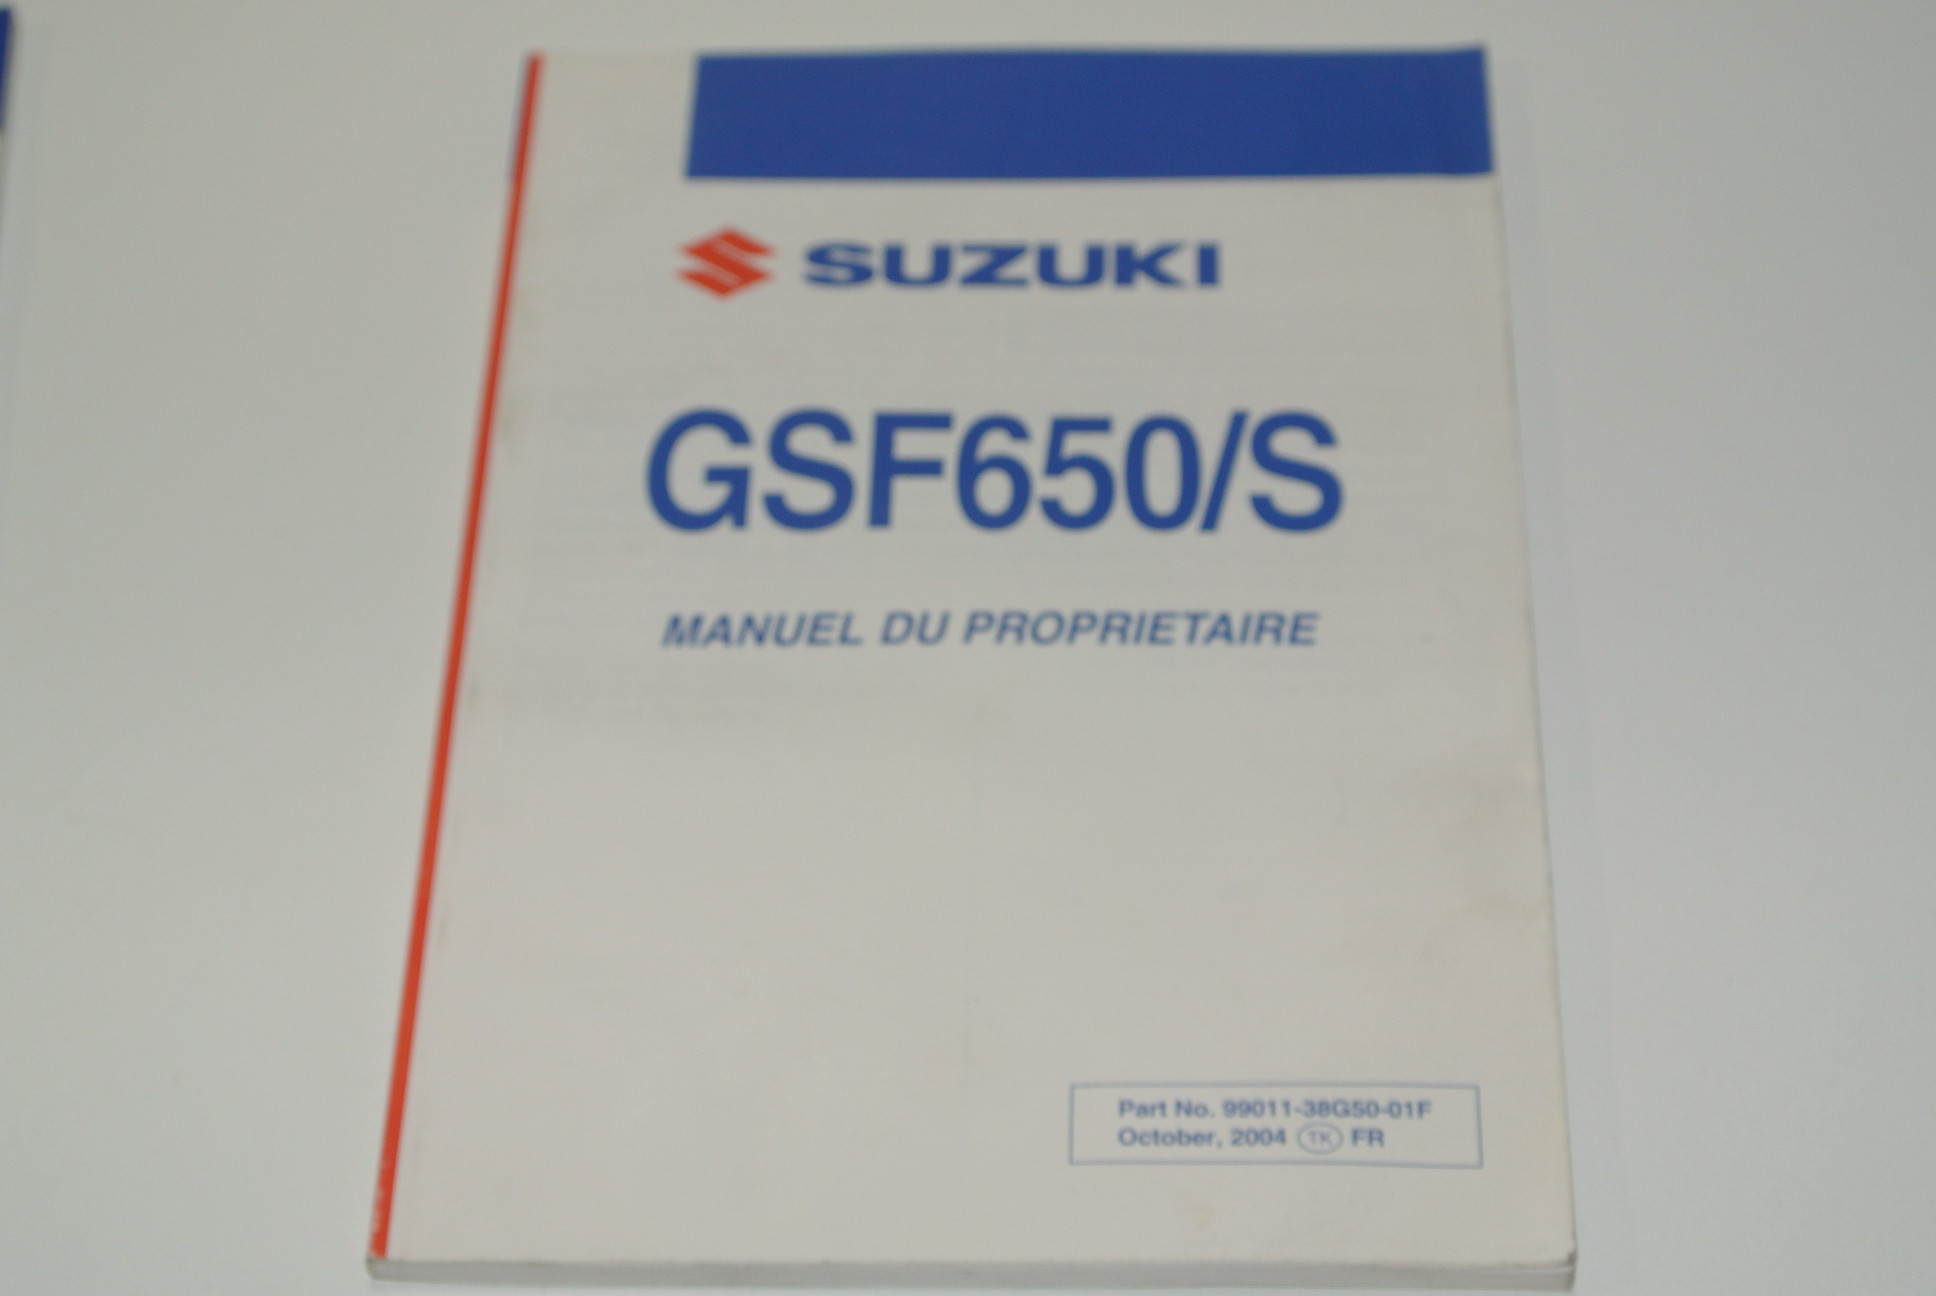 SUZUKI
GSF650/S
MANUEL DU PROPRIETAIRE
Part No. 99011-38G50-01F
October, 2004 TK FR